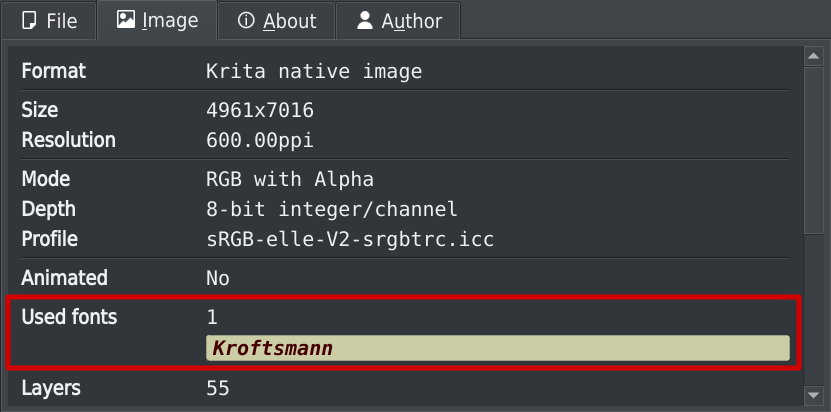 File Image About Author
Format Krita native image
Size 4961x7016
Resolution 600.00ppi
Mode RGB with Alpha
Depth 8-bit integer/channel
Profile sRGB-elle-V2-srgbtrc.icc
Animated No
Used fonts 1
Kroftsmann
Layers 55